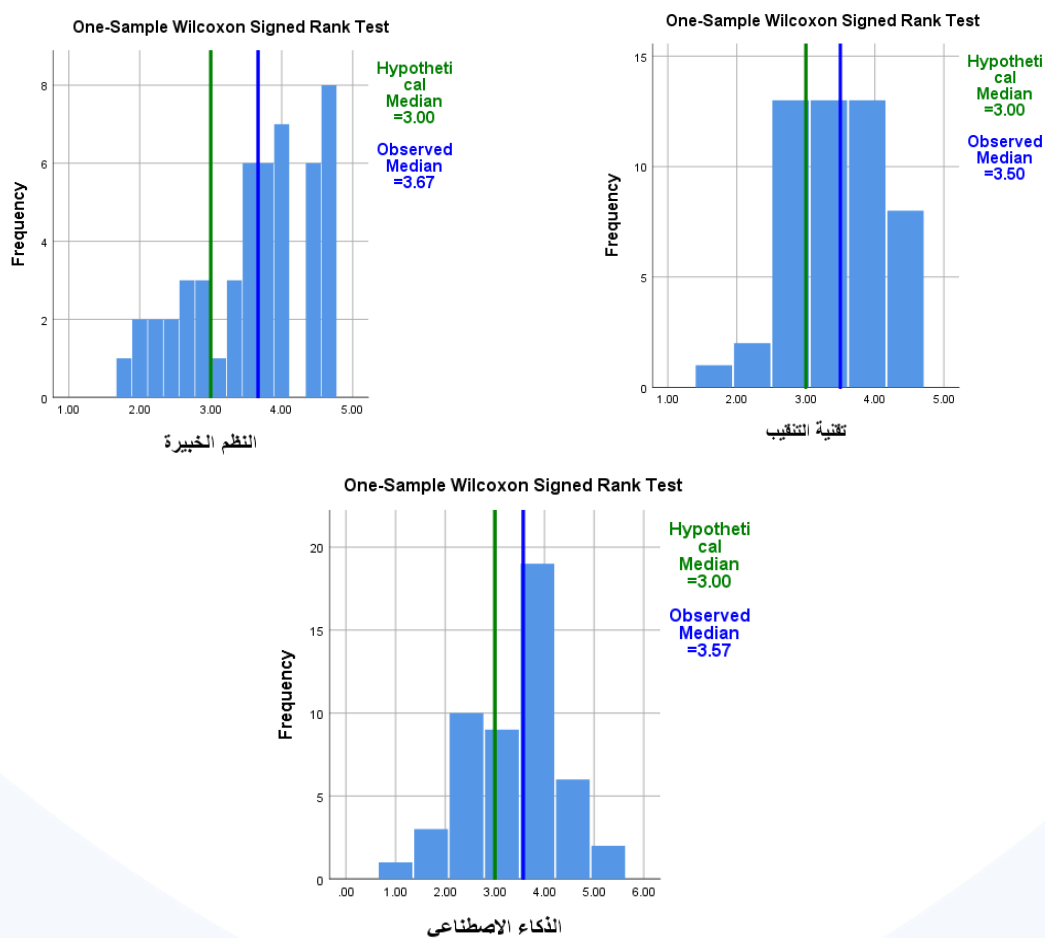 One-Sample Wilcoxon Signed Rank Test
Hypotheti
cal
Median
=3.00
Observed
Median
=3.67
Frequency
8
6
4
2
0
1.00 2.00 3.00 4.00 5.00
النظم الخبيرة
One-Sample Wilcoxon Signed Rank Test
Hypotheti
cal
Median
=3.00
Observed
Median
=3.50
Frequency
15
10
5
0
1.00 2.00 3.00 4.00 5.00
تقنية التنقيب
One-Sample Wilcoxon Signed Rank Test
Hypotheti
cal
Median
=3.00
Observed
Median
=3.57
Frequency
20
15
10
5
0
.00 1.00 2.00 3.00 4.00 5.00 6.00
الذكاء الاصطناعي